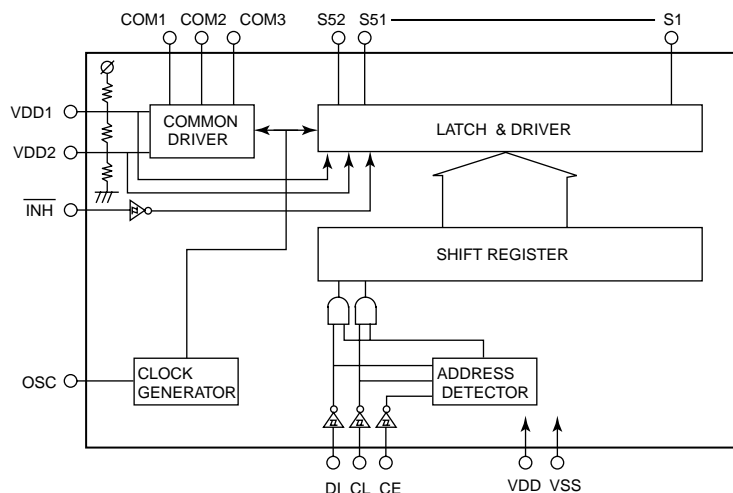 COM1 COM2 COM3 S52 S51 S1
VDD1
COMMON
DRIVER
LATCH & DRIVER
VDD2
INH
SHIFT REGISTER
OSC
CLOCK
GENERATOR
ADDRESS
DETECTOR
DI CL CE VDD VSS